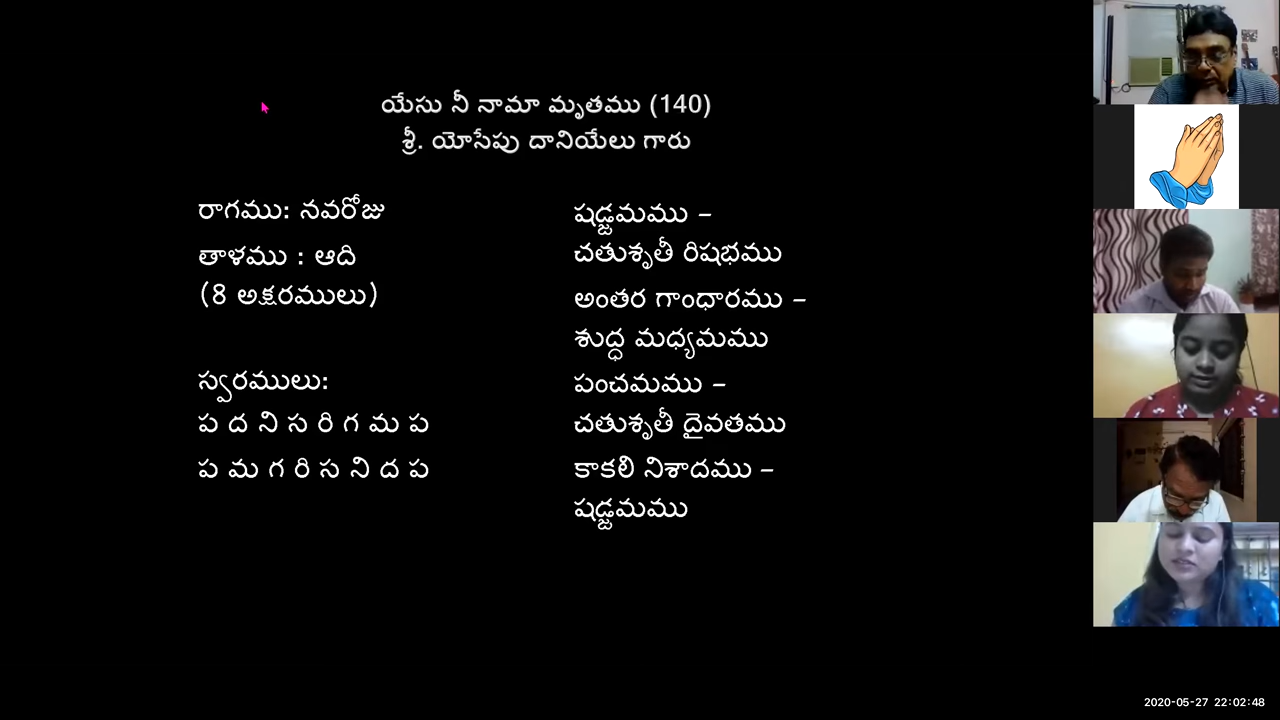 యేసు నీ నామా మృతము (140)
శ్రీ. యోసేపు దానియేలు గారు
రాగము: నవరోజు
తాళము : ఆది
(8 అక్షరములు)
స్వరములు:
ప ద ని స రి గ మ ప
ప మ గ రి స ని ద ప
షడ్జమము –
చతుశృతీ రిషభము
అంతర గాంధారము –
శుద్ధ మధ్యమము
పంచమము –
చతుశృతీ దైవతము
కాకలి నిశాదము –
షడ్జమము
2020-05-27 22:02:48